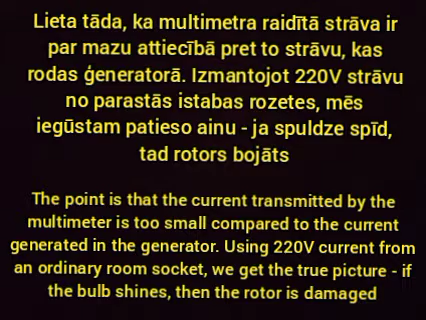 Lieta tāda, ka multimetra raidītā strāva ir
par mazu attiecībā pret to strāvu, kas
rodas ģeneratorā. Izmantojot 220V strāvu
no parastās istabas rozetes, mēs
iegūstam patieso ainu - ja spuldze spīd,
tad rotors bojāts
The point is that the current transmitted by the
multimeter is too small compared to the current
generated in the generator. Using 220V current from
an ordinary room socket, we get the true picture - if
the bulb shines, then the rotor is damaged